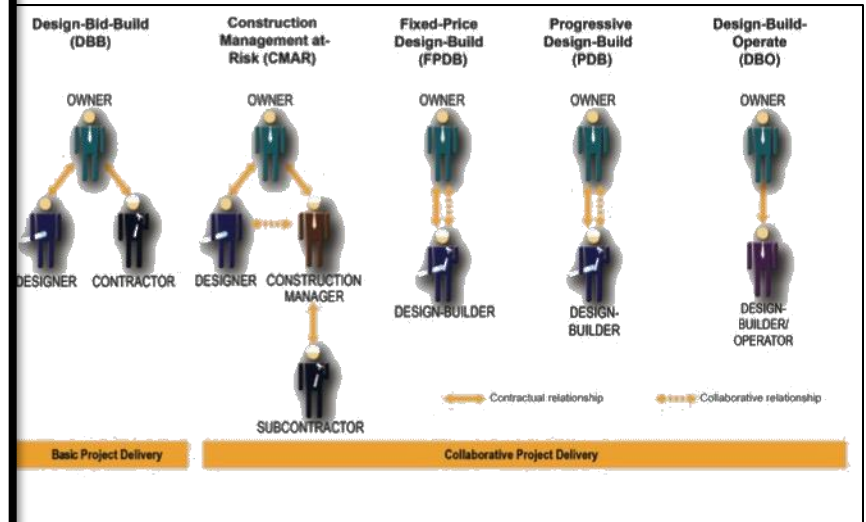 Design-Bid-Build
(DBB)
Construction
Management at-
Risk (CMAR)
Fixed-Price
Design-Build
(FPDB)
Progressive
Design-Build
(PDB)
Design-Build-
Operate
(DBO)
OWNER
OWNER
OWNER
OWNER
OWNER
DESIGNER
CONTRACTOR
DESIGNER
CONSTRUCTION
MANAGER
DESIGN-BUILDER
DESIGN-
BUILDER
DESIGN-
BUILDER/
OPERATOR
SUBCONTRACTOR
Contractual relationship
Collaborative relationship
Basic Project Delivery
Collaborative Project Delivery